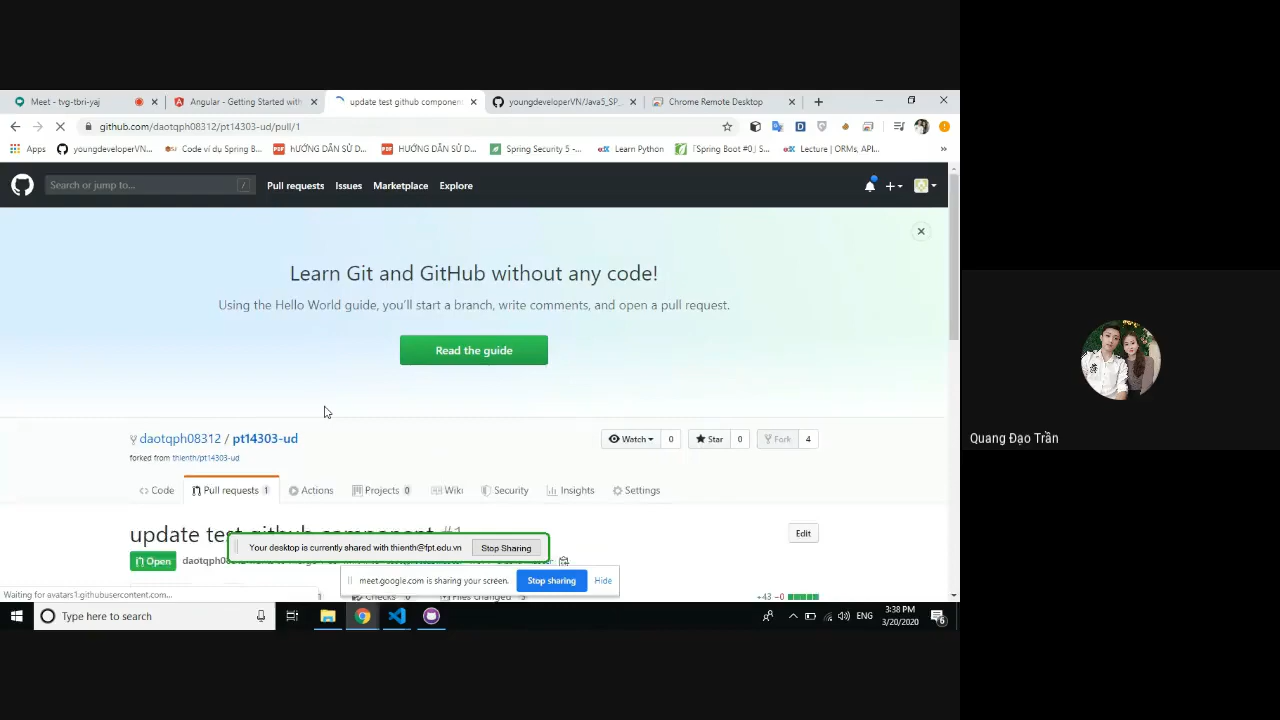 Meet - tvg-tbri-yaj
Angular - Getting Started with
update test github componen
youngdeveloperVN/Java5_SP_
Chrome Remote Desktop
github.com/daotqph08312/pt14303-ud/pull/1
Apps
youngdeveloperVN...
Code ví dụ Spring B...
HƯỚNG DẪN SỬ D...
HƯỚNG DẪN SỬ D...
Spring Security 5 -...
Learn Python
「Spring Boot #0」S...
Lecture | ORMs, API...
»
Search or jump to...
/
Pull requests
Issues
Marketplace
Explore
Learn Git and GitHub without any code!
Using the Hello World guide, you'll start a branch, write comments, and open a pull request.
Read the guide
daotqph08312 / pt14303-ud
forked from thienth/pt14303-ud
Watch
0
Star
0
Fork
4
Code
Pull requests 1
Actions
Projects 0
Wiki
Security
Insights
Settings
update test github component #1
Edit
Your desktop is currently shared with thienth@fpt.edu.vn
Stop Sharing
Open
daotqph0
meet.google.com is sharing your screen.
Stop sharing
Hide
Waiting for avatars1.githubusercontent.com...
1
Checks 0
Files changed
+43 −0
Type here to search
ENG
3:38 PM
3/20/2020
6
Quang Đạo Trần